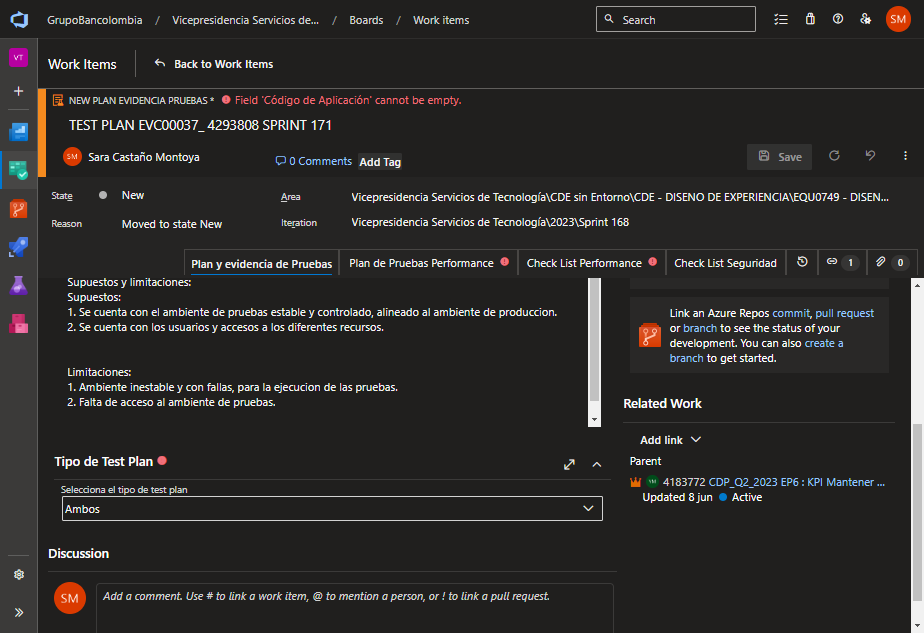 GrupoBancolombia / Vicepresidencia Servicios de... / Boards / Work items
Search
SM
VT
Work Items
Back to Work Items
NEW PLAN EVIDENCIA PRUEBAS * Field 'Código de Aplicación' cannot be empty.
TEST PLAN EVC00037_ 4293808 SPRINT 171
SM Sara Castaño Montoya
0 Comments
Add Tag
Save
State New
Area Vicepresidencia Servicios de Tecnología\CDE sin Entorno\CDE - DISENO DE EXPERIENCIA\EQU0749 - DISEN...
Reason Moved to state New
Iteration Vicepresidencia Servicios de Tecnología\2023\Sprint 168
Plan y evidencia de Pruebas
Plan de Pruebas Performance
Check List Performance
Check List Seguridad
1
0
Supuestos y limitaciones:
Supuestos:
1. Se cuenta con el ambiente de pruebas estable y controlado, alineado al ambiente de produccion.
2. Se cuenta con los usuarios y accesos a los diferentes recursos.
Limitaciones:
1. Ambiente inestable y con fallas, para la ejecucion de las pruebas.
2. Falta de acceso al ambiente de pruebas.
Tipo de Test Plan
Selecciona el tipo de test plan
Ambos
Discussion
SM
Add a comment. Use # to link a work item, @ to mention a person, or ! to link a pull request.
Link an Azure Repos commit, pull request
or branch to see the status of your
development. You can also create a
branch to get started.
Related Work
Add link
Parent
YM 4183772 CDP_Q2_2023 EP6 : KPI Mantener ...
Updated 8 jun Active